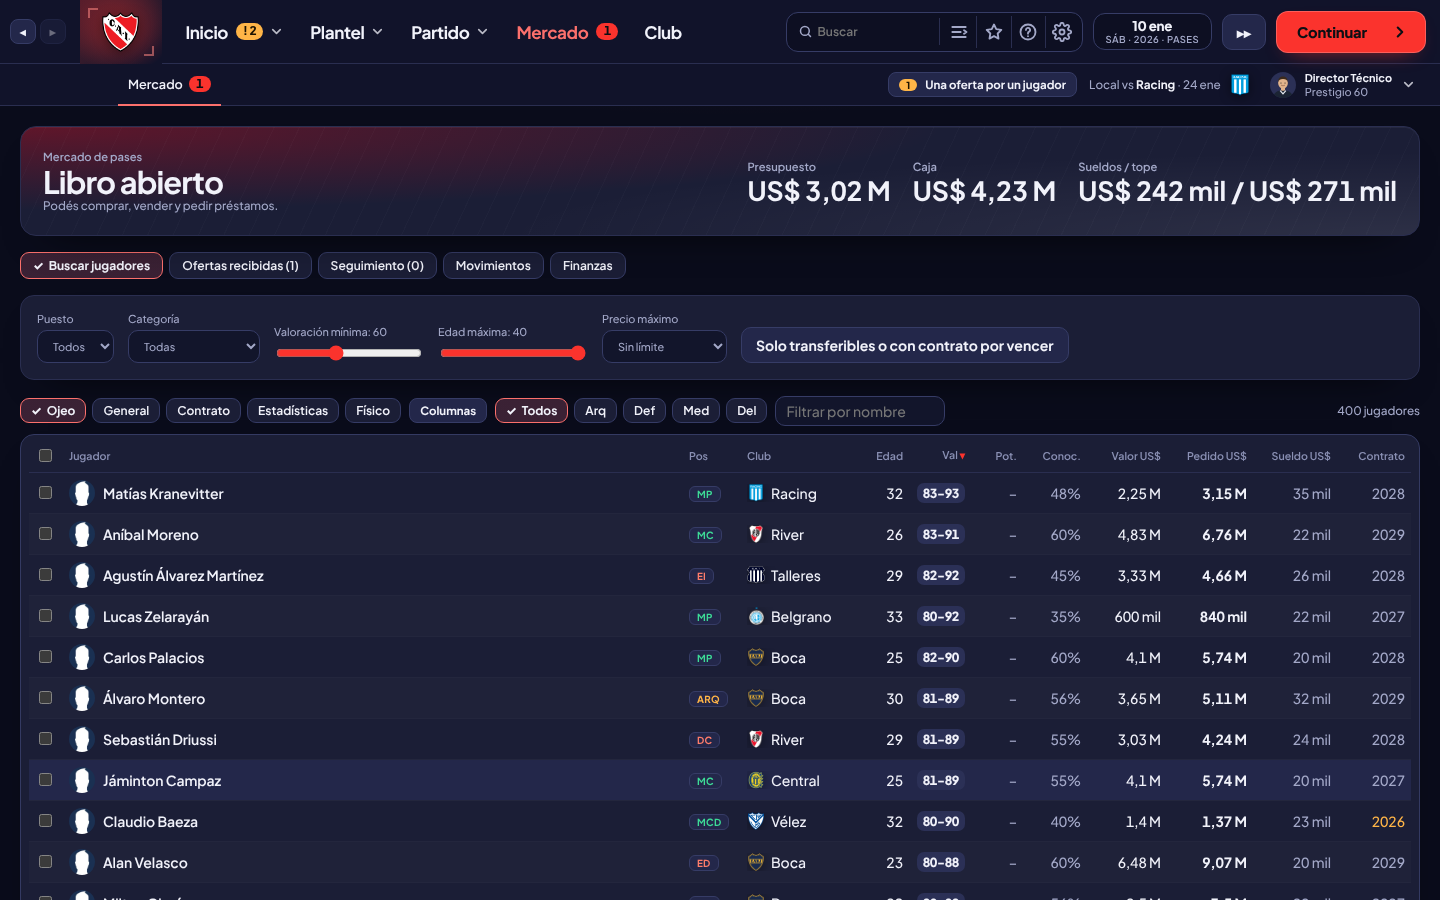 Inicio !2
Plantel
Partido
Mercado 1
Club
Buscar
10 ene
SÁB · 2026 · PASES
Continuar
Mercado 1
1 Una oferta por un jugador
Local vs Racing · 24 ene
Director Técnico
Prestigio 60
Mercado de pases
Libro abierto
Podés comprar, vender y pedir préstamos.
Presupuesto
US$ 3,02 M
Caja
US$ 4,23 M
Sueldos / tope
US$ 242 mil / US$ 271 mil
✓ Buscar jugadores
Ofertas recibidas (1)
Seguimiento (0)
Movimientos
Finanzas
Puesto
Todos
Categoría
Todas
Valoración mínima: 60
Edad máxima: 40
Precio máximo
Sin límite
Solo transferibles o con contrato por vencer
✓ Ojeo
General
Contrato
Estadísticas
Físico
Columnas
✓ Todos
Arq
Def
Med
Del
Filtrar por nombre
400 jugadores
Jugador Pos Club Edad Val▼ Pot. Conoc. Valor US$ Pedido US$ Sueldo US$ Contrato
Matías Kranevitter MP Racing 32 83–93 – 48% 2,25 M 3,15 M 35 mil 2028
Aníbal Moreno MC River 26 83–91 – 60% 4,83 M 6,76 M 22 mil 2029
Agustín Álvarez Martínez EI Talleres 29 82–92 – 45% 3,33 M 4,66 M 26 mil 2028
Lucas Zelarayán MP Belgrano 33 80–92 – 35% 600 mil 840 mil 22 mil 2027
Carlos Palacios MP Boca 25 82–90 – 60% 4,1 M 5,74 M 20 mil 2028
Álvaro Montero ARQ Boca 30 81–89 – 56% 3,65 M 5,11 M 32 mil 2029
Sebastián Driussi DC River 29 81–89 – 55% 3,03 M 4,24 M 24 mil 2028
Jáminton Campaz MC Central 25 81–89 – 55% 4,1 M 5,74 M 20 mil 2027
Claudio Baeza MCD Vélez 32 80–90 – 40% 1,4 M 1,37 M 23 mil 2026
Alan Velasco ED Boca 23 80–88 – 60% 6,48 M 9,07 M 20 mil 2029